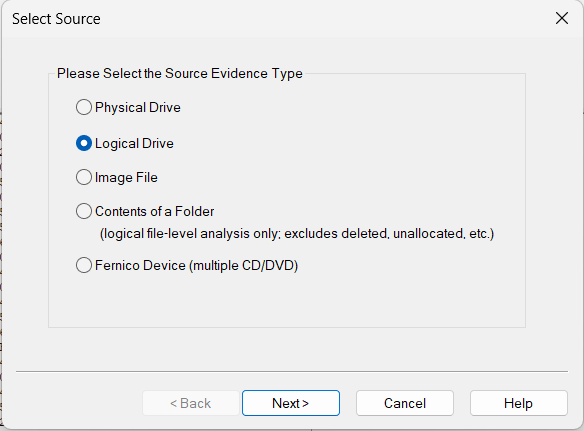 Select Source
Please Select the Source Evidence Type
Physical Drive
Logical Drive
Image File
Contents of a Folder
(logical file-level analysis only; excludes deleted, unallocated, etc.)
Fernico Device (multiple CD/DVD)
< Back
Next >
Cancel
Help